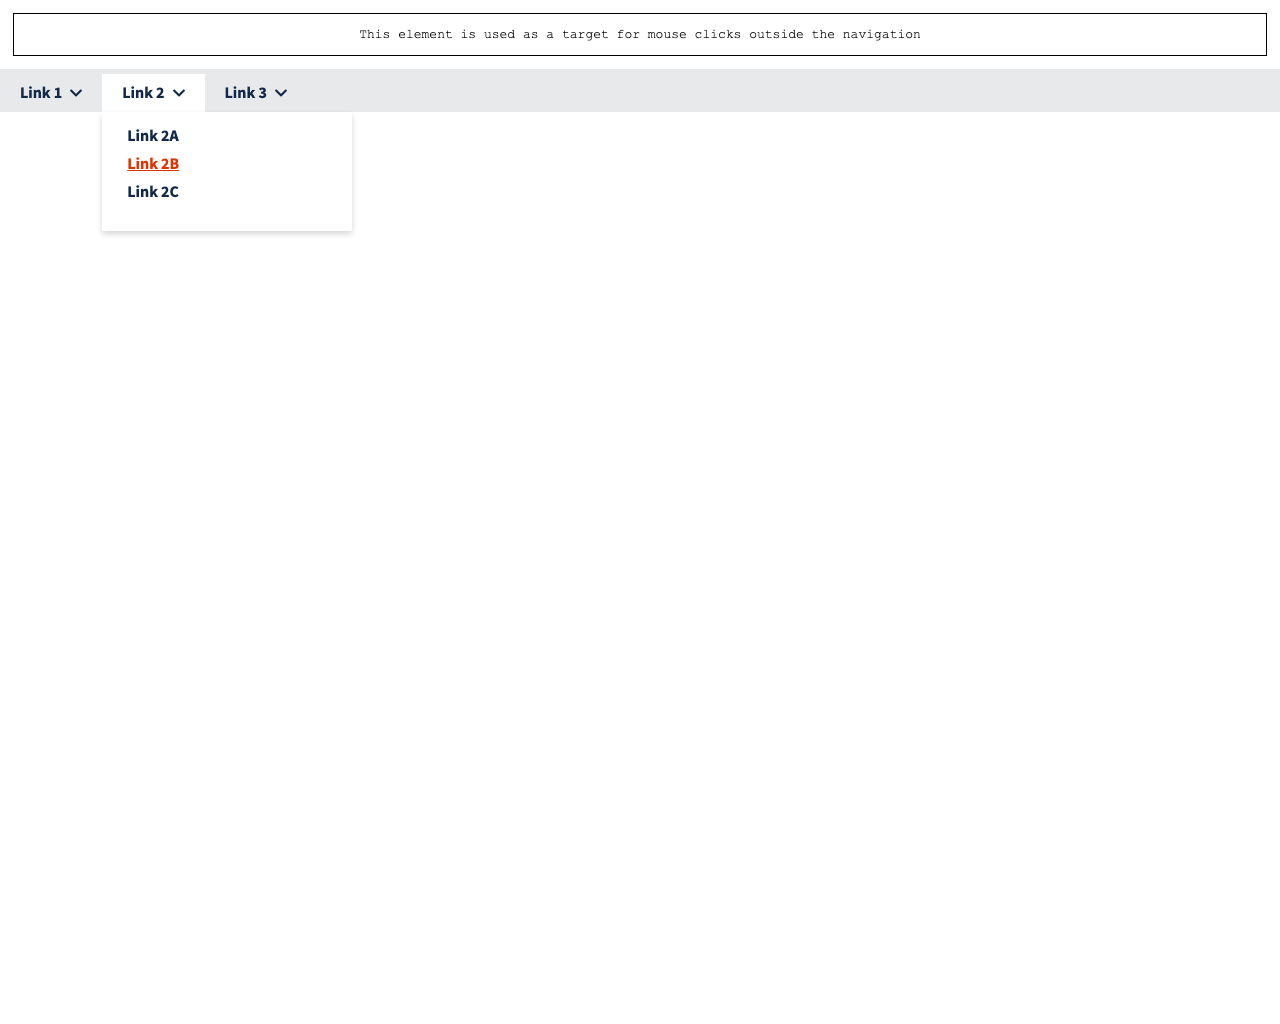 This element is used as a target for mouse clicks outside the navigation
Link 1 Link 2 Link 3
Link 2A
Link 2B
Link 2C